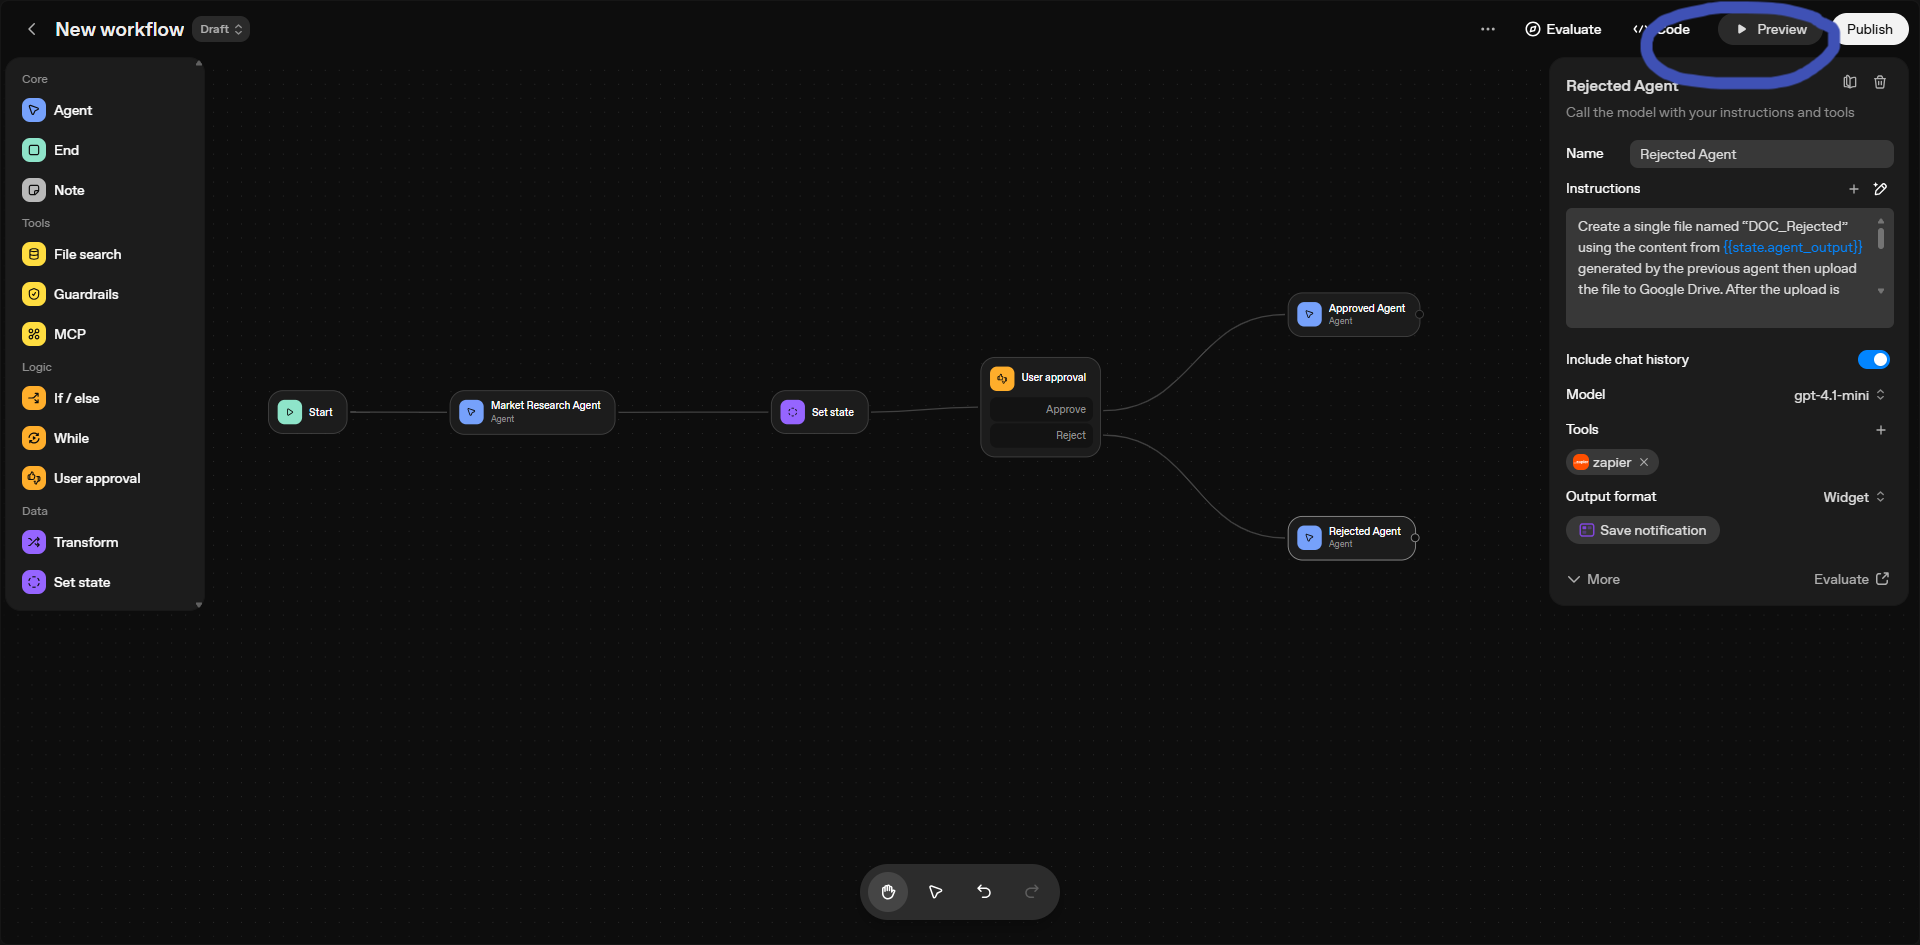 New workflow
Draft
Evaluate
</> Code
Preview
Publish
Core
Agent
End
Note
Tools
File search
Guardrails
MCP
Logic
If / else
While
User approval
Data
Transform
Set state
Start
Market Research Agent
Agent
Set state
User approval
Approve
Reject
Approved Agent
Agent
Rejected Agent
Agent
Rejected Agent
Call the model with your instructions and tools
Name
Rejected Agent
Instructions
Create a single file named “DOC_Rejected”
using the content from {{state.agent_output}}
generated by the previous agent then upload
the file to Google Drive. After the upload is
Include chat history
Model
gpt-4.1-mini
Tools
zapier
Output format
Widget
Save notification
More
Evaluate